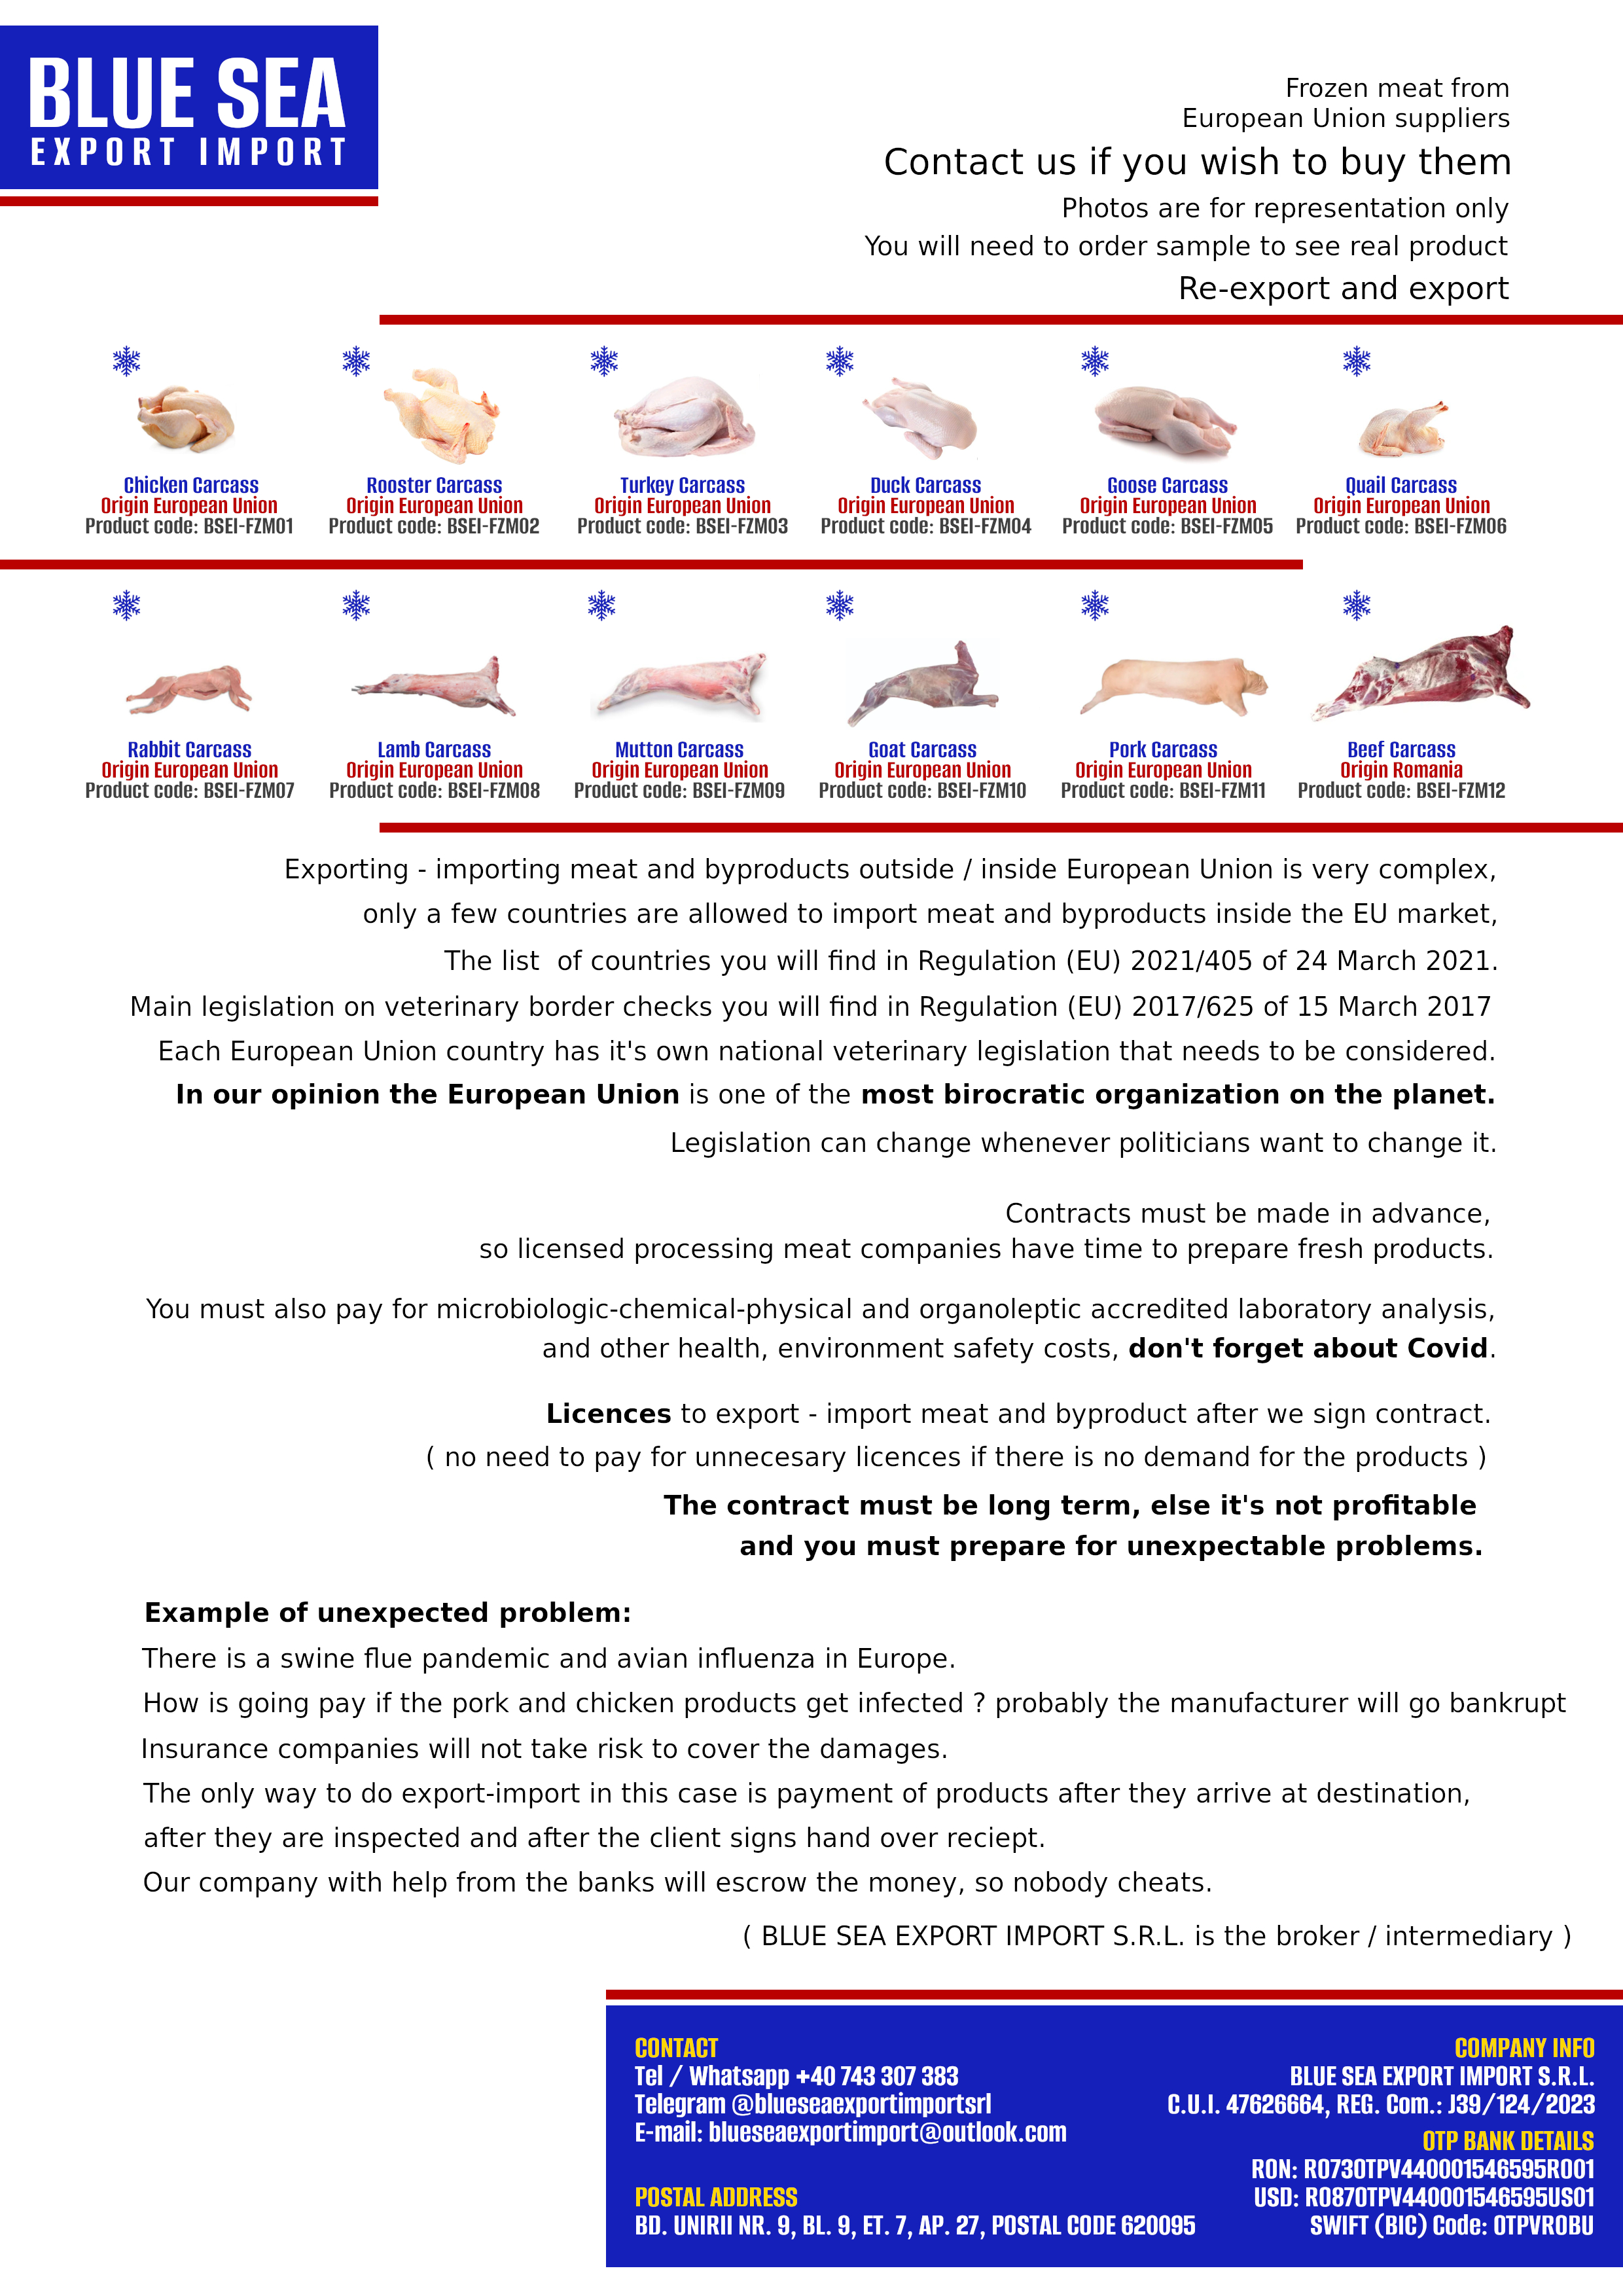 BLUE SEA
EXPORT IMPORT
Frozen meat from
European Union suppliers
Contact us if you wish to buy them
Photos are for representation only
You will need to order sample to see real product
Re-export and export
Chicken Carcass
Origin European Union
Product code: BSEI-FZM01
Rooster Carcass
Origin European Union
Product code: BSEI-FZM02
Turkey Carcass
Origin European Union
Product code: BSEI-FZM03
Duck Carcass
Origin European Union
Product code: BSEI-FZM04
Goose Carcass
Origin European Union
Product code: BSEI-FZM05
Quail Carcass
Origin European Union
Product code: BSEI-FZM06
Rabbit Carcass
Origin European Union
Product code: BSEI-FZM07
Lamb Carcass
Origin European Union
Product code: BSEI-FZM08
Mutton Carcass
Origin European Union
Product code: BSEI-FZM09
Goat Carcass
Origin European Union
Product code: BSEI-FZM10
Pork Carcass
Origin European Union
Product code: BSEI-FZM11
Beef Carcass
Origin Romania
Product code: BSEI-FZM12
Exporting - importing meat and byproducts outside / inside European Union is very complex,
only a few countries are allowed to import meat and byproducts inside the EU market,
The list  of countries you will find in Regulation (EU) 2021/405 of 24 March 2021.
Main legislation on veterinary border checks you will find in Regulation (EU) 2017/625 of 15 March 2017
Each European Union country has it's own national veterinary legislation that needs to be considered.
In our opinion the European Union is one of the most birocratic organization on the planet.
Legislation can change whenever politicians want to change it.
Contracts must be made in advance,
so licensed processing meat companies have time to prepare fresh products.
You must also pay for microbiologic-chemical-physical and organoleptic accredited laboratory analysis,
and other health, environment safety costs, don't forget about Covid.
Licences to export - import meat and byproduct after we sign contract.
( no need to pay for unnecesary licences if there is no demand for the products )
The contract must be long term, else it's not profitable
and you must prepare for unexpectable problems.
Example of unexpected problem:
There is a swine flue pandemic and avian influenza in Europe.
How is going pay if the pork and chicken products get infected ? probably the manufacturer will go bankrupt
Insurance companies will not take risk to cover the damages.
The only way to do export-import in this case is payment of products after they arrive at destination,
after they are inspected and after the client signs hand over reciept.
Our company with help from the banks will escrow the money, so nobody cheats.
( BLUE SEA EXPORT IMPORT S.R.L. is the broker / intermediary )
CONTACT
Tel / Whatsapp +40 743 307 383
Telegram @blueseaexportimportsrl
E-mail: blueseaexportimport@outlook.com
POSTAL ADDRESS
BD. UNIRII NR. 9, BL. 9, ET. 7, AP. 27, POSTAL CODE 620095
COMPANY INFO
BLUE SEA EXPORT IMPORT S.R.L.
C.U.I. 47626664, REG. Com.: J39/124/2023
OTP BANK DETAILS
RON: RO73OTPV440001546595RO01
USD: RO87OTPV440001546595US01
SWIFT (BIC) Code: OTPVROBU